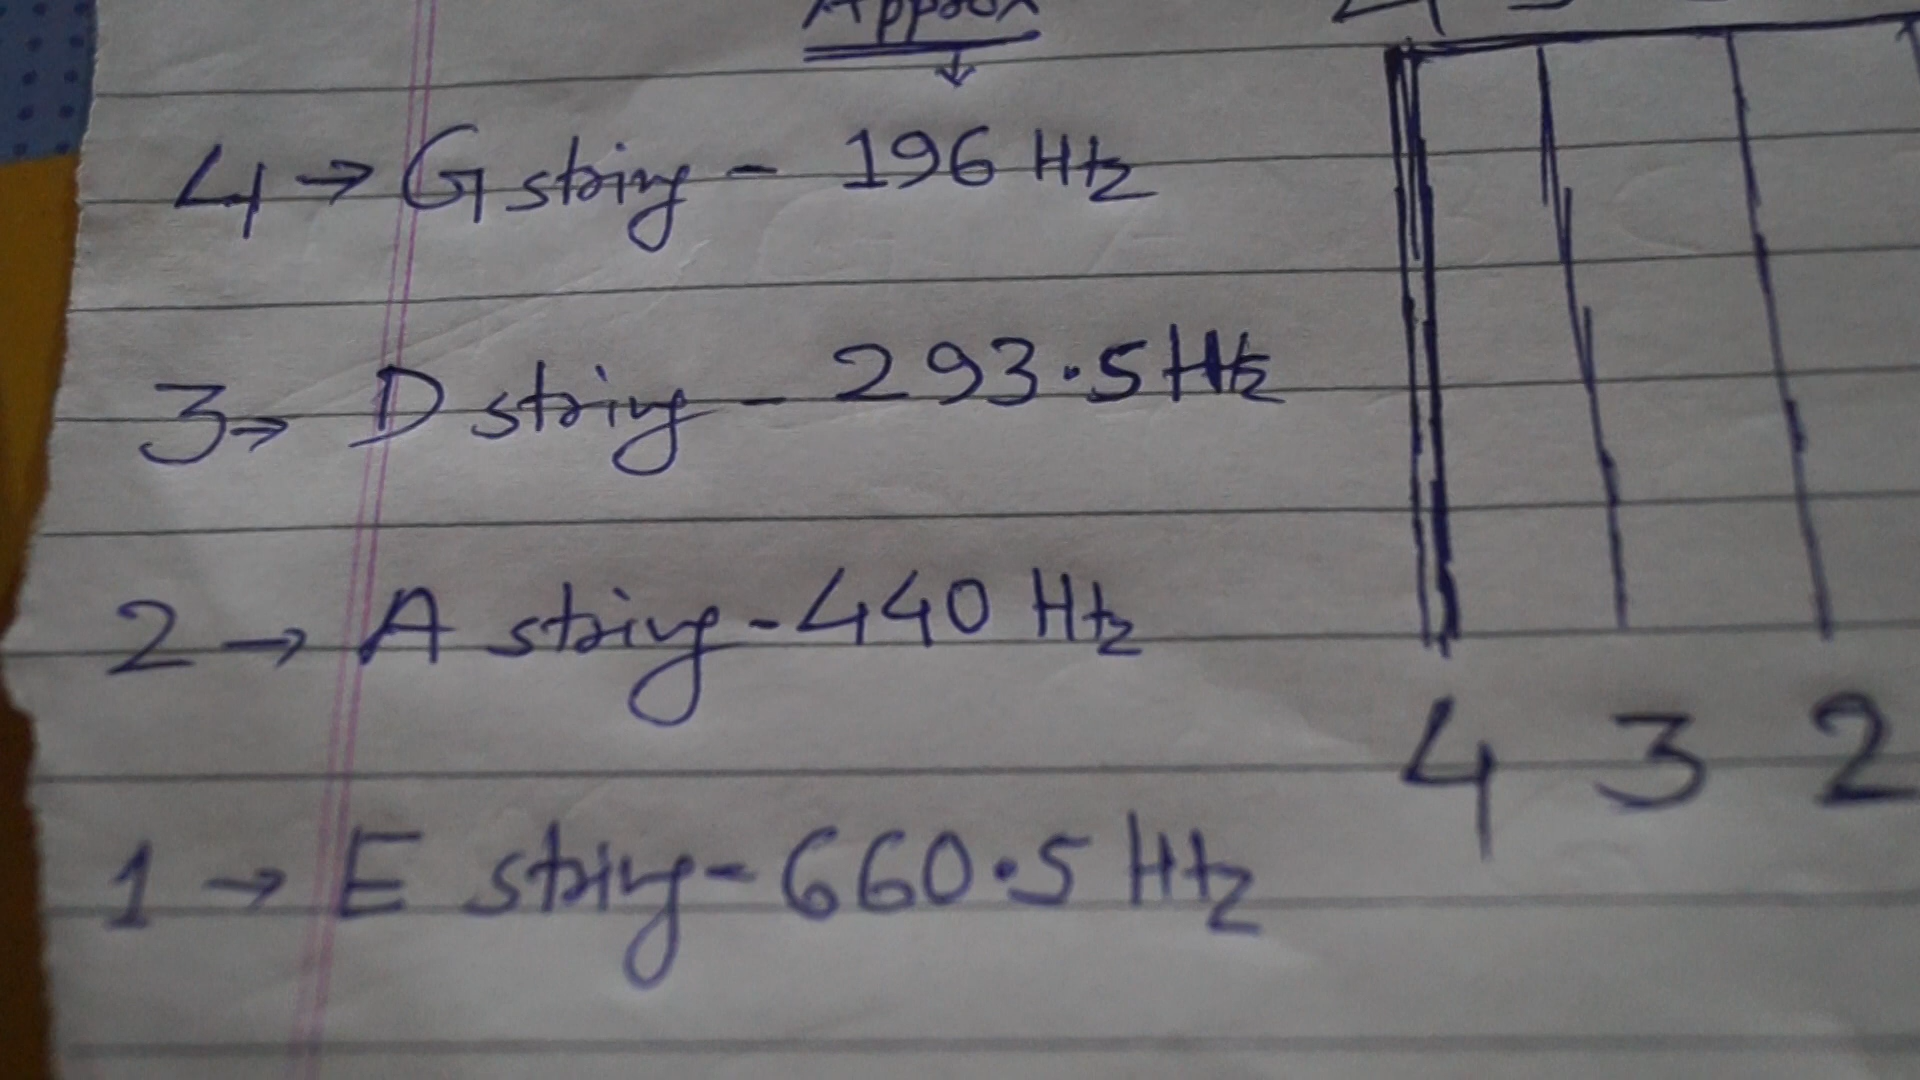 Approx
↓
4 → G string - 196 Hz
3 → D string - 293.5 Hz
2 → A string - 440 Hz
4 3 2
1 → E string - 660.5 Hz